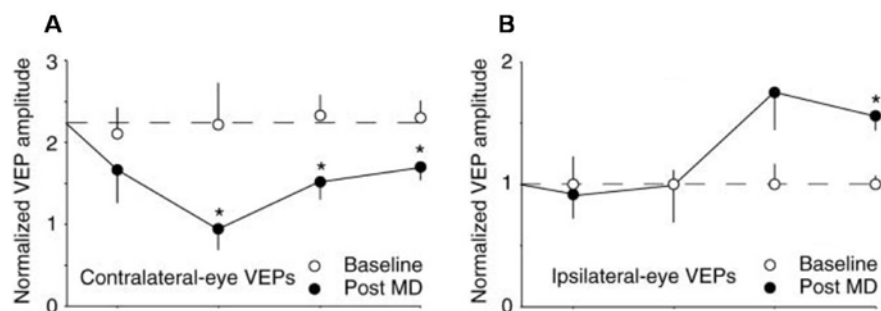 A
Normalized VEP amplitude
3
2
1
0
*
*
*
Contralateral-eye VEPs
Baseline
Post MD
B
Normalized VEP amplitude
2
1
0
*
Ipsilateral-eye VEPs
Baseline
Post MD